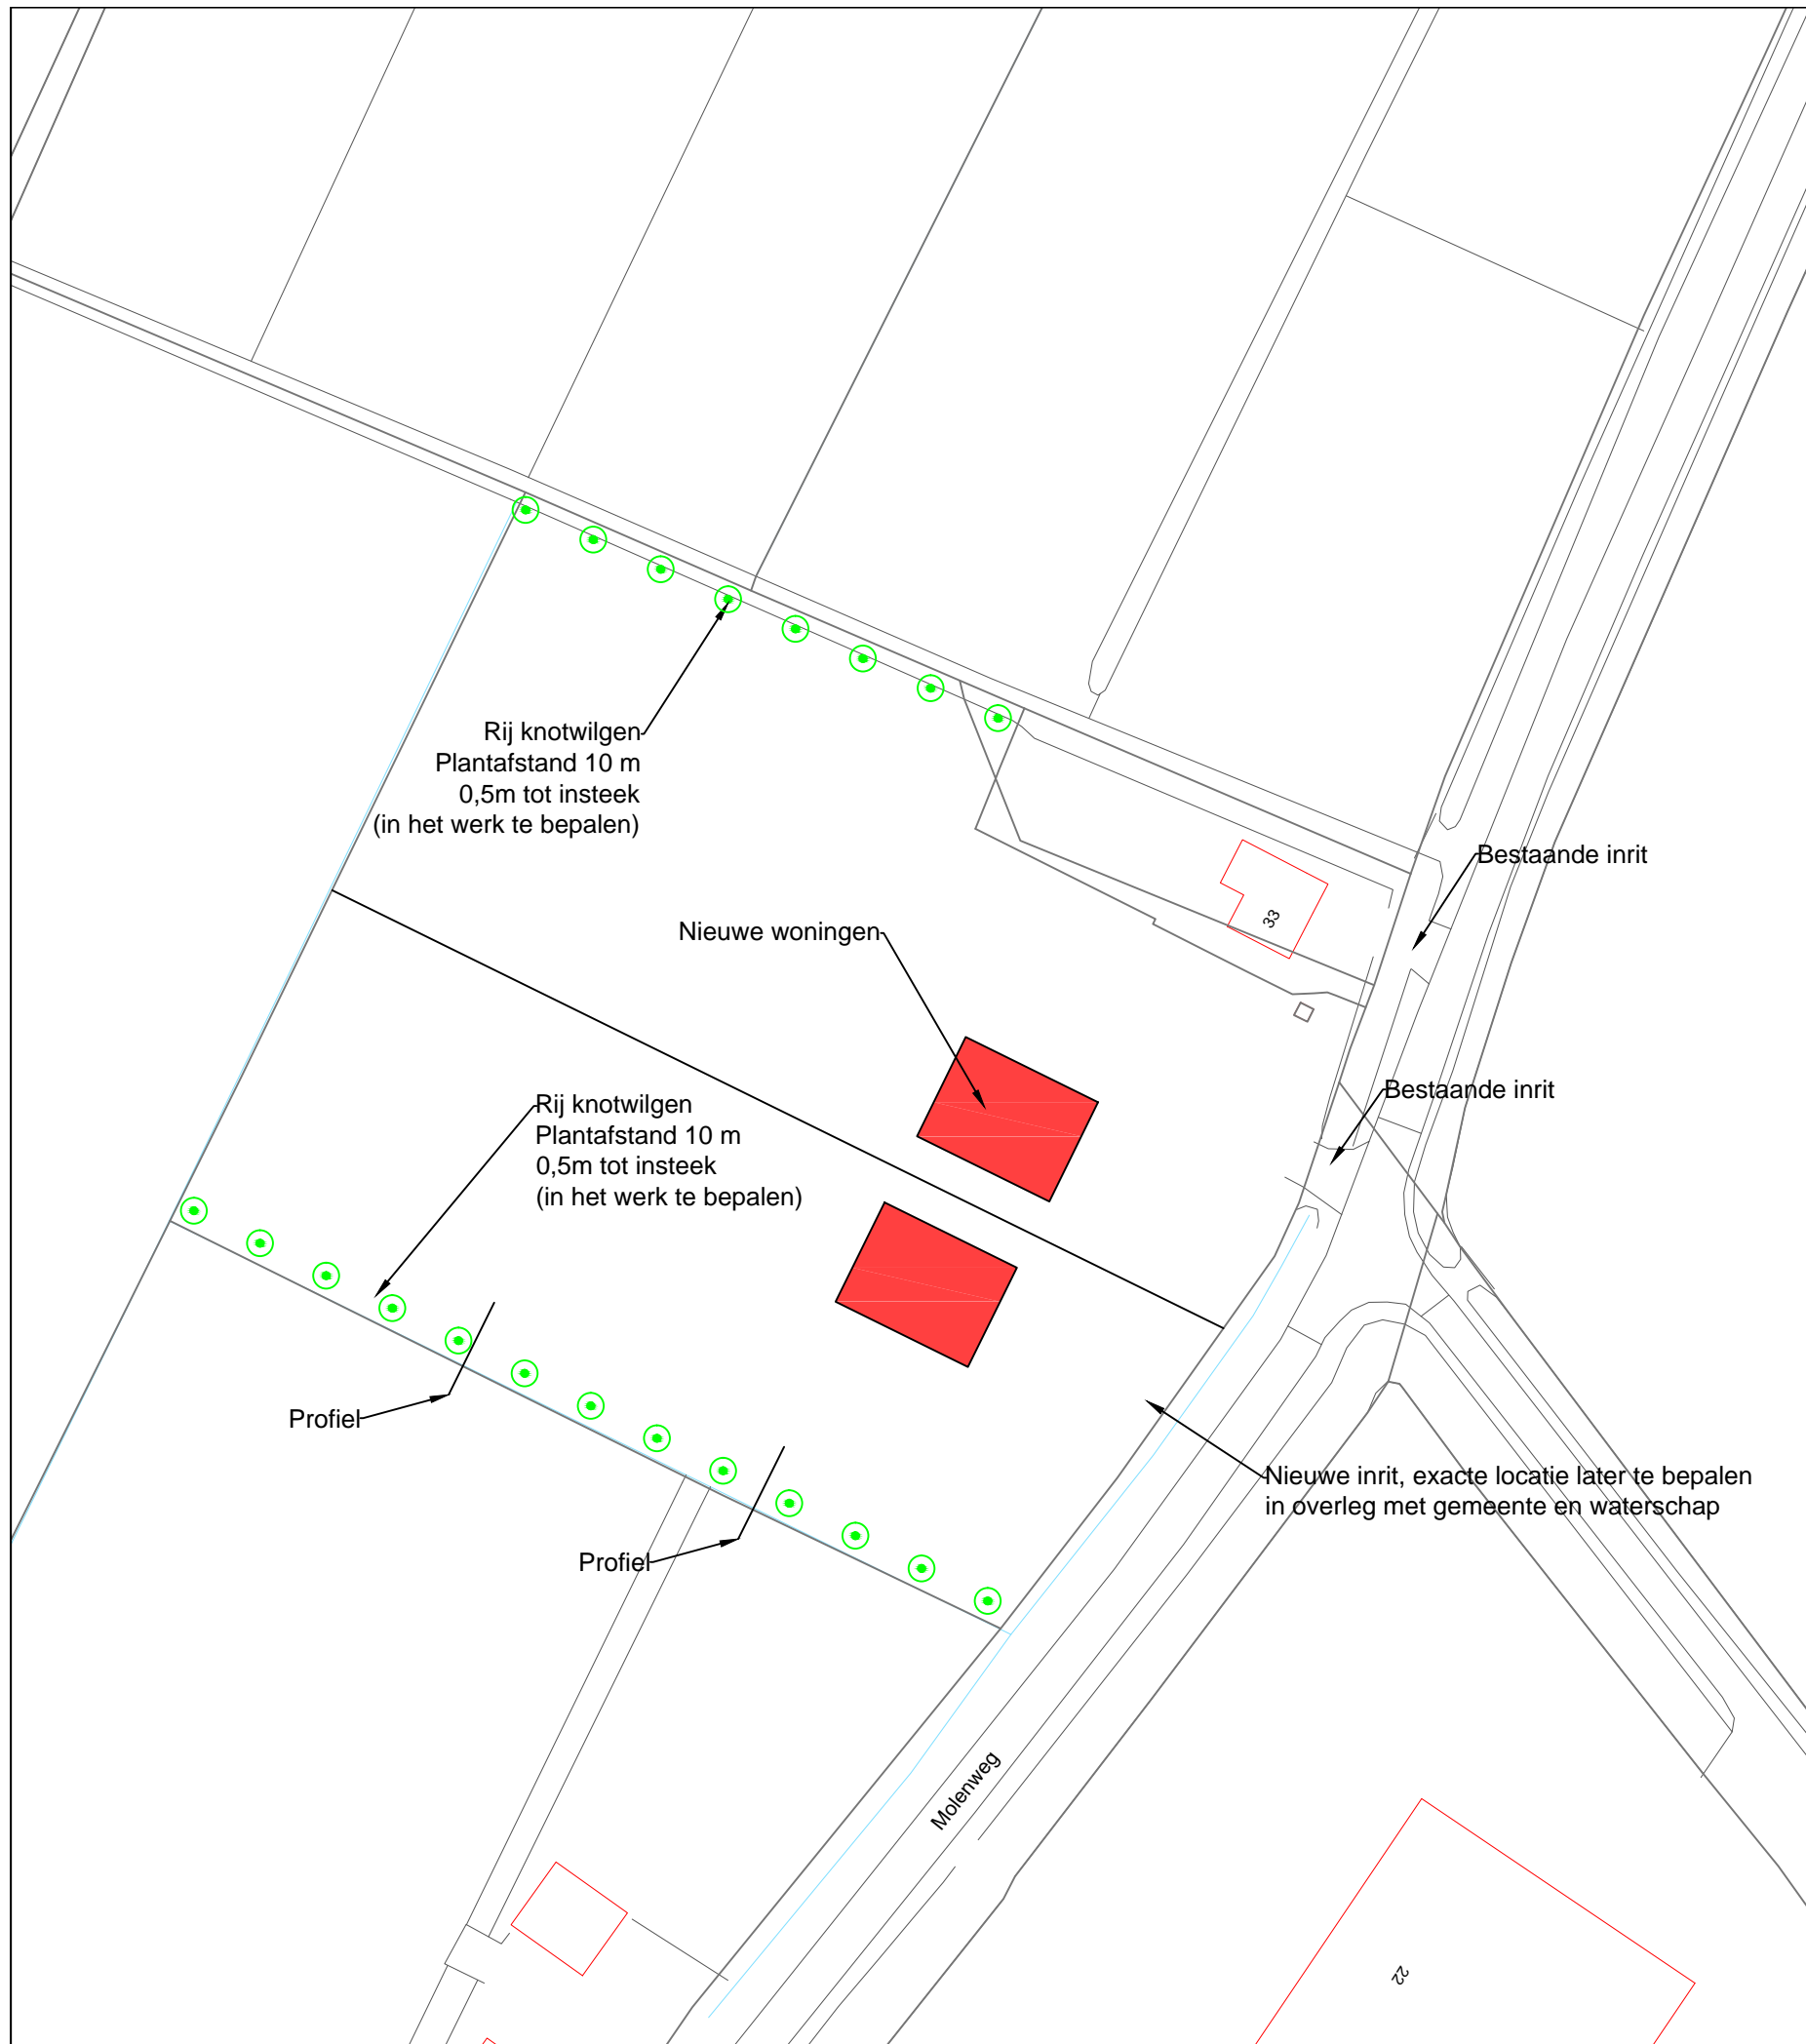 Rij knotwilgen
Plantafstand 10 m
0,5m tot insteek
(in het werk te bepalen)
Bestaande inrit
33
Nieuwe woningen
Bestaande inrit
Rij knotwilgen
Plantafstand 10 m
0,5m tot insteek
(in het werk te bepalen)
Profiel
Nieuwe inrit, exacte locatie later te bepalen
in overleg met gemeente en waterschap
Profiel
Molenweg
22